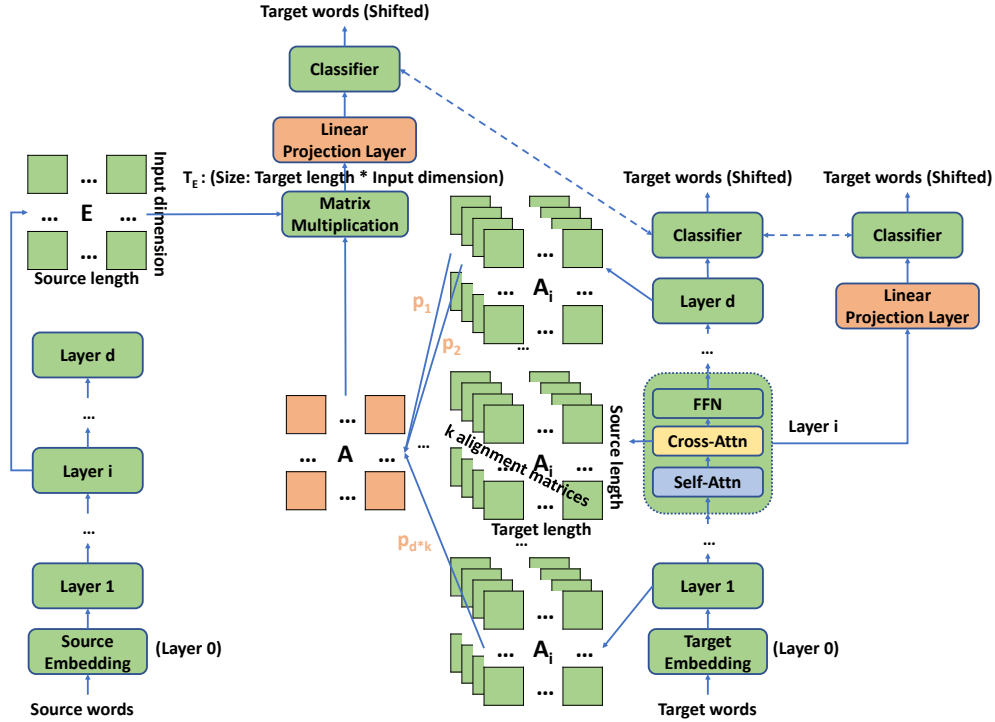 Target words (Shifted)
Classifier
Linear
Projection Layer
T_E : (Size: Target length * Input dimension)
Matrix
Multiplication
... 
... E ...
...
Input dimension
Source length
Layer d
...
Layer i
...
Layer 1
Source
Embedding
(Layer 0)
Source words
...
... A ...
...
p_1
p_2
...
p_{d*k}
...
... A_i ...
...
...
...
... A_i ...
...
k alignment matrices
Source length
Target length
...
...
... A_i ...
...
Target words (Shifted)
Classifier
Layer d
...
FFN
Cross-Attn
Self-Attn
Layer i
...
Layer 1
Target
Embedding
(Layer 0)
Target words
Target words (Shifted)
Classifier
Linear
Projection Layer